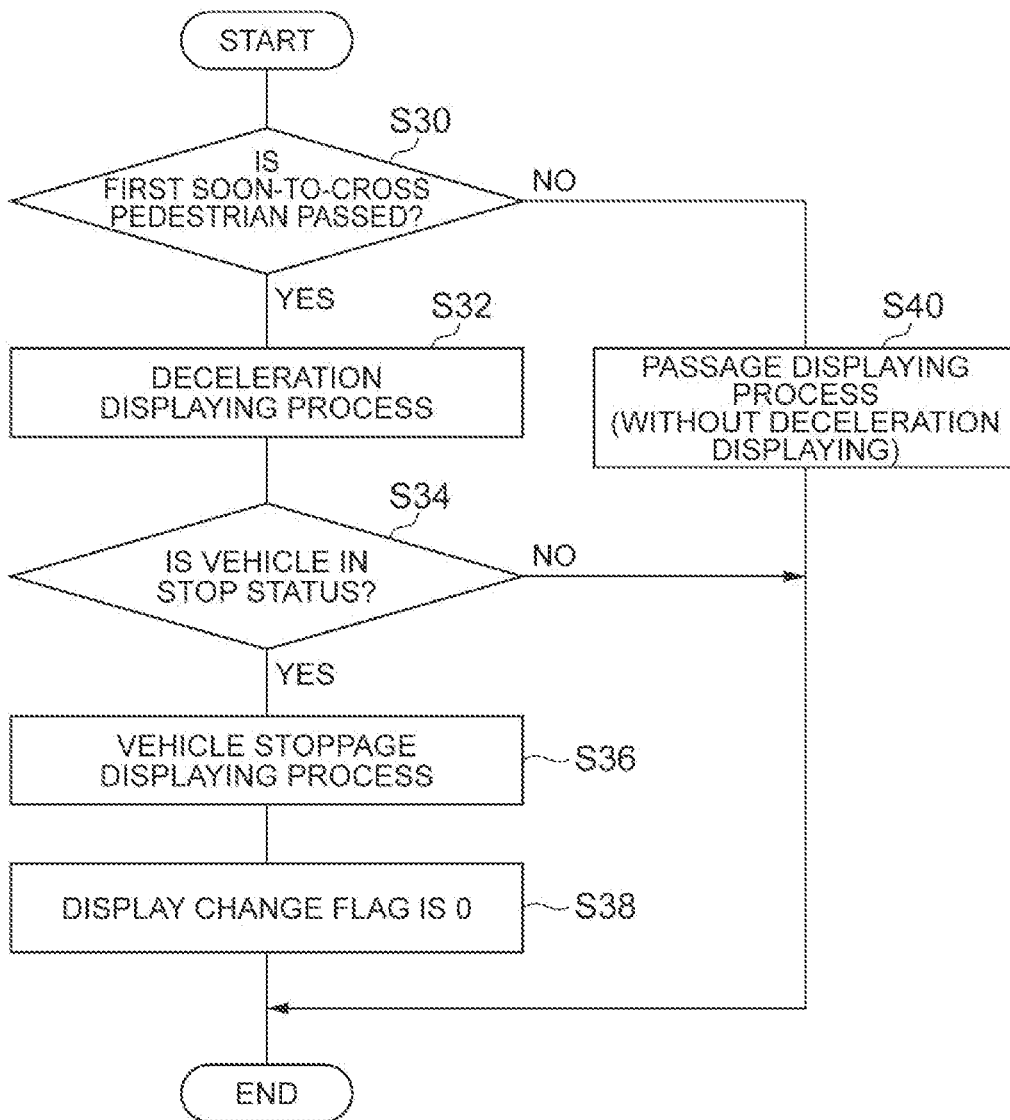 START
S30
IS
FIRST SOON-TO-CROSS
PEDESTRIAN PASSED?
NO
YES
S32
S40
DECELERATION
DISPLAYING PROCESS
PASSAGE DISPLAYING
PROCESS
(WITHOUT DECELERATION
DISPLAYING)
S34
IS VEHICLE IN
STOP STATUS?
NO
YES
VEHICLE STOPPAGE
DISPLAYING PROCESS
S36
DISPLAY CHANGE FLAG IS 0
S38
END